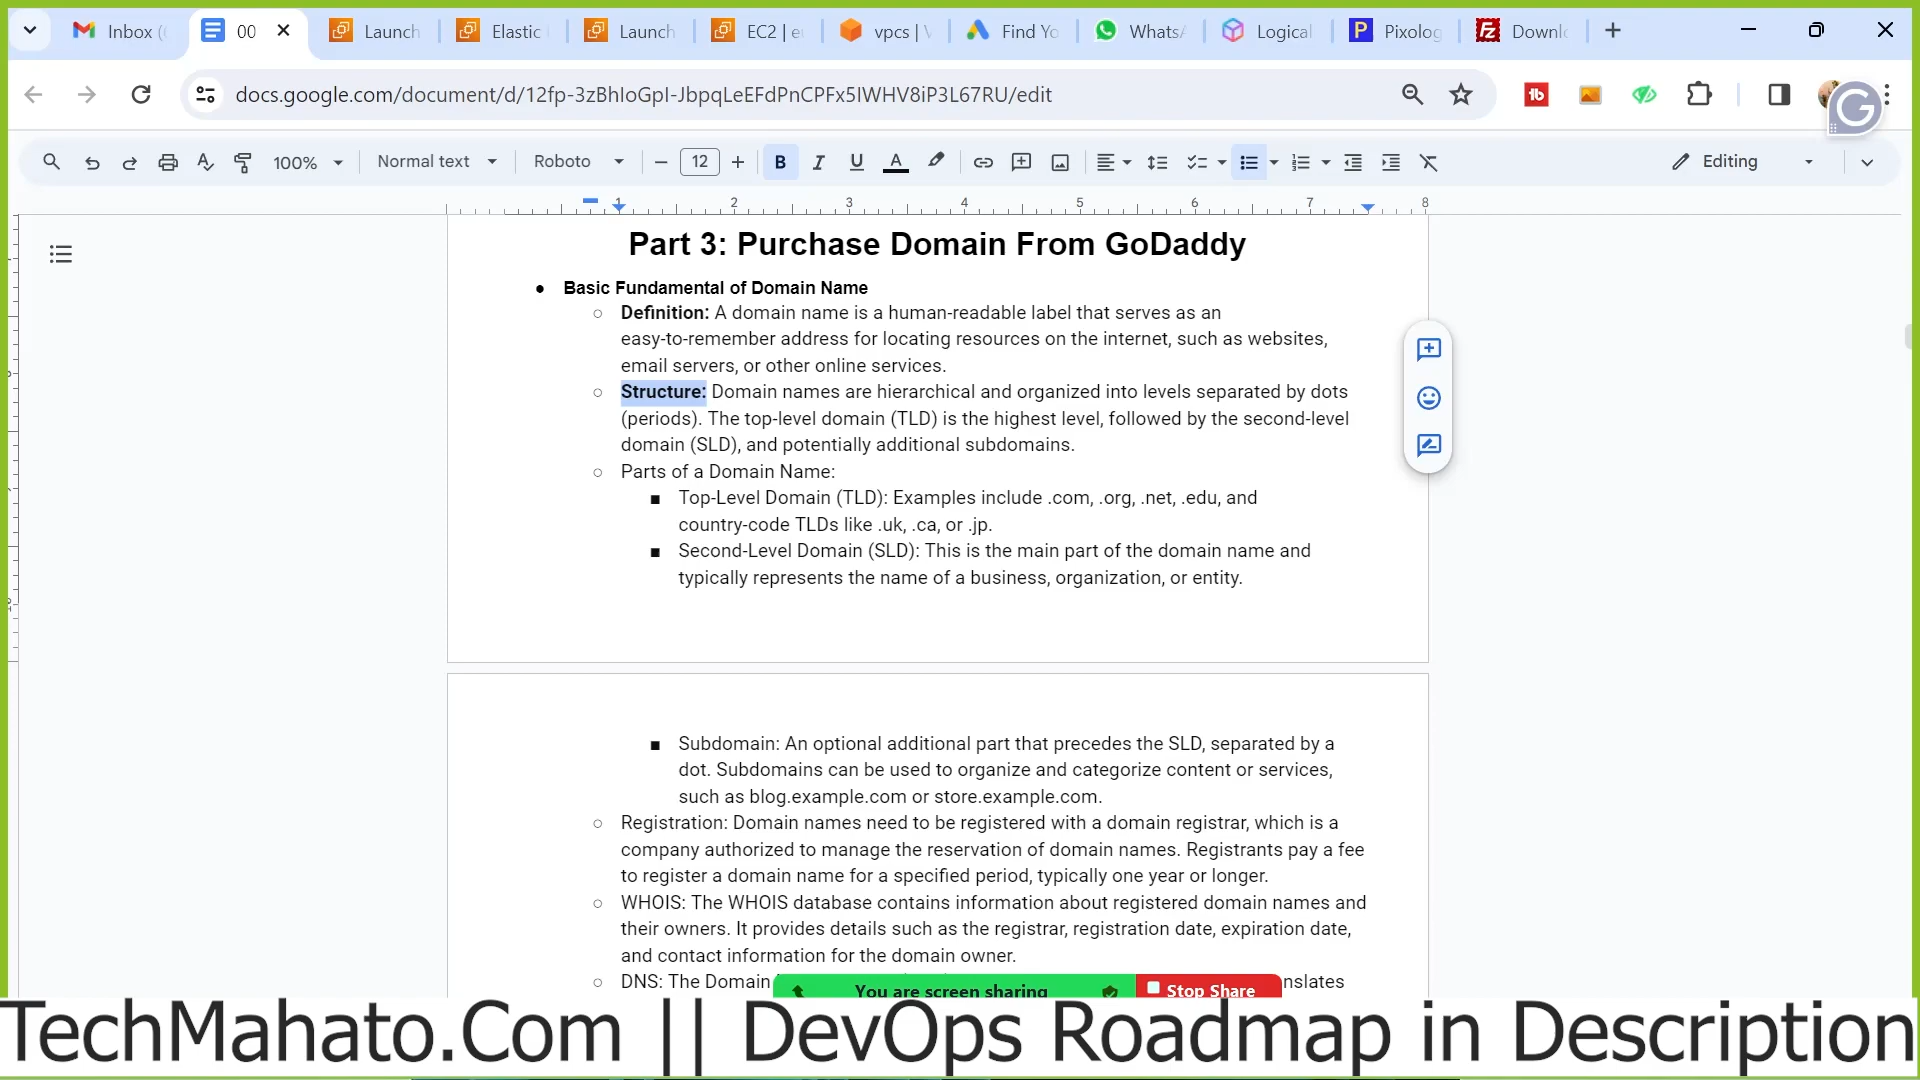 Inbox (
00
Launch
Elastic
Launch
EC2 | eu
vpcs | V
Find Yo
WhatsA
Logical
Pixolog
Downl
docs.google.com/document/d/12fp-3zBhIoGpI-JbpqLeEFdPnCPFx5IWHV8iP3L67RU/edit
100%
Normal text
Roboto
12
Editing
1 2 3 4 5 6 7 8
Part 3: Purchase Domain From GoDaddy
● Basic Fundamental of Domain Name
○ Definition: A domain name is a human-readable label that serves as an
easy-to-remember address for locating resources on the internet, such as websites,
email servers, or other online services.
○ Structure: Domain names are hierarchical and organized into levels separated by dots
(periods). The top-level domain (TLD) is the highest level, followed by the second-level
domain (SLD), and potentially additional subdomains.
○ Parts of a Domain Name:
■ Top-Level Domain (TLD): Examples include .com, .org, .net, .edu, and
country-code TLDs like .uk, .ca, or .jp.
■ Second-Level Domain (SLD): This is the main part of the domain name and
typically represents the name of a business, organization, or entity.
■ Subdomain: An optional additional part that precedes the SLD, separated by a
dot. Subdomains can be used to organize and categorize content or services,
such as blog.example.com or store.example.com.
○ Registration: Domain names need to be registered with a domain registrar, which is a
company authorized to manage the reservation of domain names. Registrants pay a fee
to register a domain name for a specified period, typically one year or longer.
○ WHOIS: The WHOIS database contains information about registered domain names and
their owners. It provides details such as the registrar, registration date, expiration date,
and contact information for the domain owner.
○ DNS: The Domain nslates
You are screen sharing
Stop Share
TechMahato.Com || DevOps Roadmap in Description